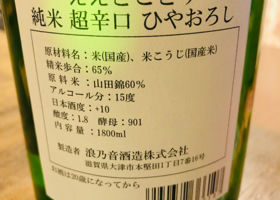 純米 超辛口 ひやおろし
原材料名：米(国産)、米こうじ(国産米)
精米歩合：65%
原料米：山田錦60%
アルコール分：15度
日本酒度：+10
酸度：1.8 酵母：901
内容量：1800ml
製造者 浪乃音酒造株式会社
滋賀県大津市本堅田1丁目7番16号
お酒は20歳になってから